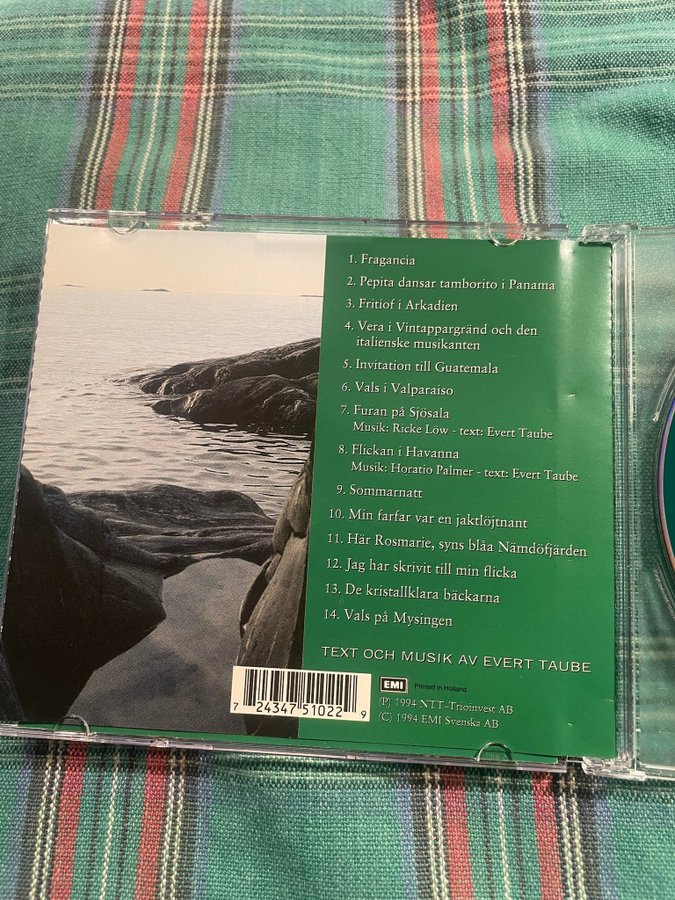 1. Fragancia
2. Pepita dansar tamborito i Panama
3. Fritiof i Arkadien
4. Vera i Vintappargränd och den
italienske musikanten
5. Invitation till Guatemala
6. Vals i Valparaiso
7. Furan på Sjösala
Musik: Ricke Löw - text: Evert Taube
8. Flickan i Havanna
Musik: Horatio Palmer - text: Evert Taube
9. Sommarnatt
10. Min farfar var en jaktlöjtnant
11. Här Rosmarie, syns blåa Nämdöfjärden
12. Jag har skrivit till min flicka
13. De kristallklara bäckarna
14. Vals på Mysingen
TEXT OCH MUSIK AV EVERT TAUBE
EMI Printed in Holland
(P) 1994 NTT-Trioinvest AB
(C) 1994 EMI Svenska AB
7 24347 51022 9